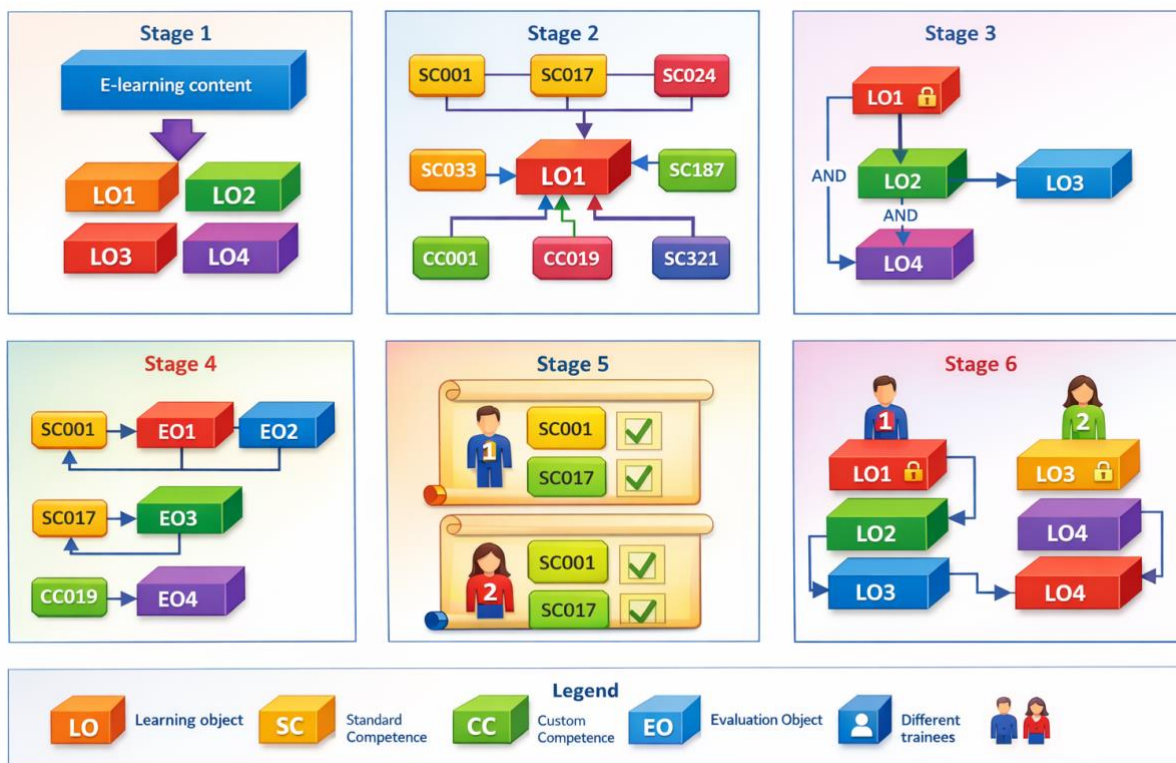 Stage 1
E-learning content
LO1
LO2
LO3
LO4
Stage 2
SC001
SC017
SC024
SC033
LO1
SC187
CC001
CC019
SC321
Stage 3
LO1
AND
LO2
LO3
AND
LO4
Stage 4
SC001
EO1
EO2
SC017
EO3
CC019
EO4
Stage 5
1
SC001
SC017
2
SC001
SC017
Stage 6
1
2
LO1
LO3
LO2
LO4
LO3
LO4
Legend
LO
Learning object
SC
Standard
Competence
CC
Custom
Competence
EO
Evaluation Object
Different
trainees